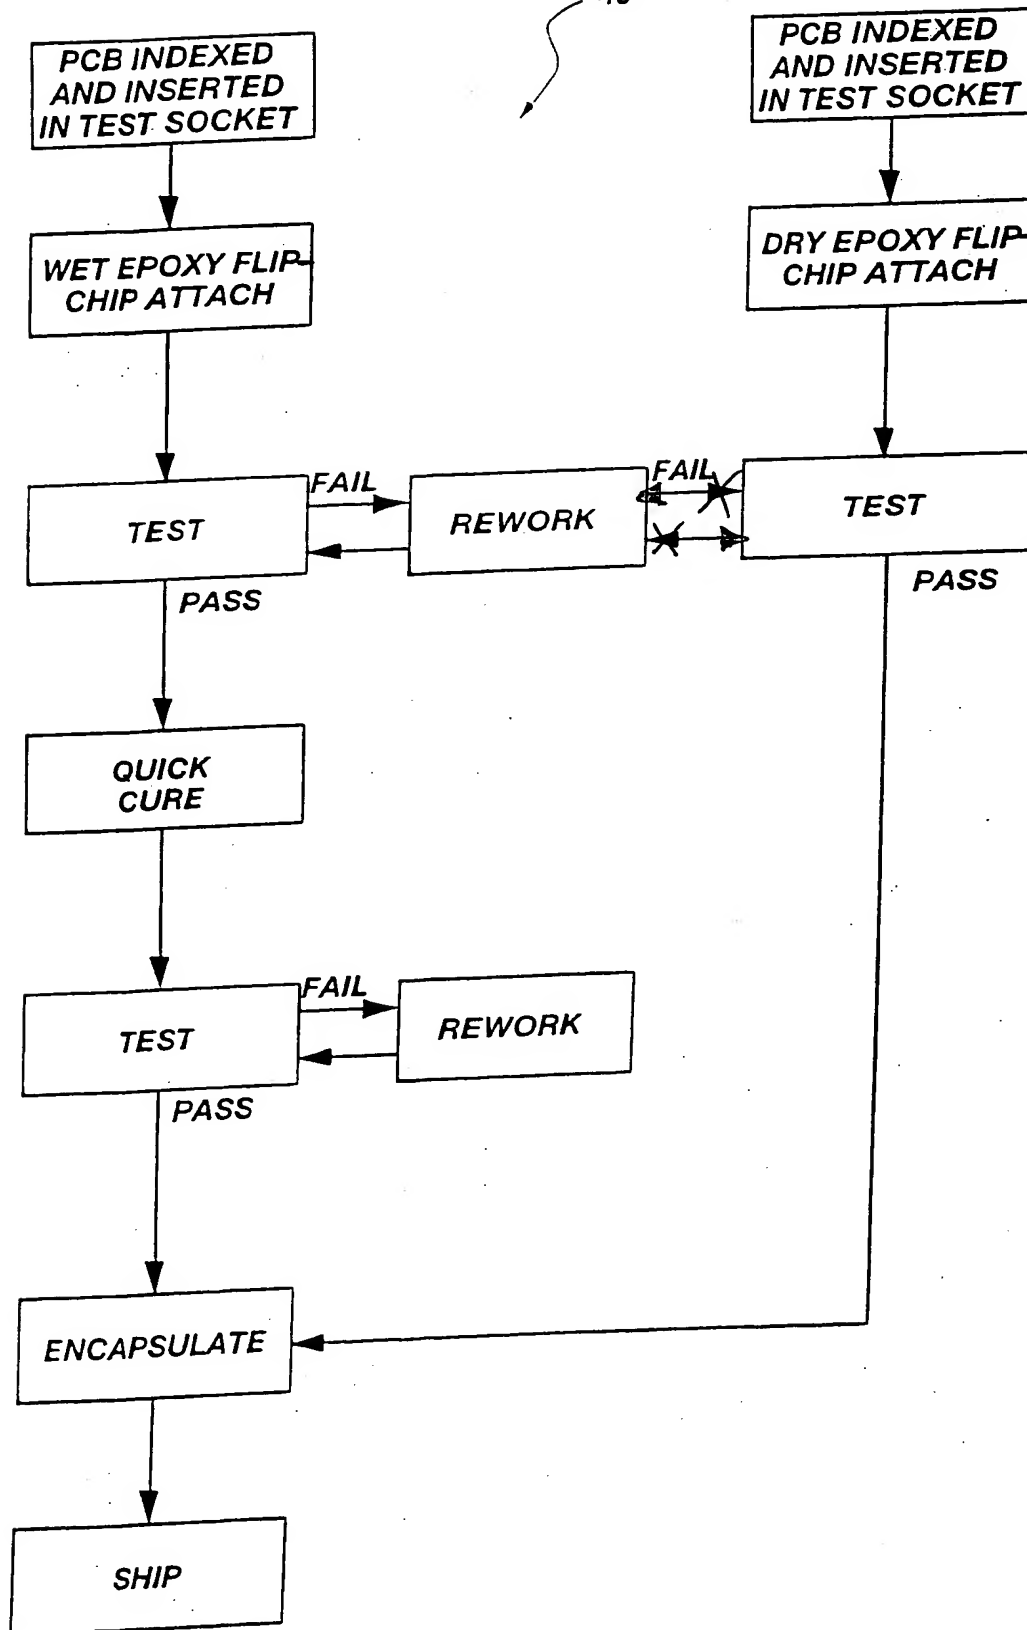 PCB INDEXED
AND INSERTED
IN TEST SOCKET
WET EPOXY FLIP-
CHIP ATTACH
TEST
FAIL
REWORK
PASS
QUICK
CURE
TEST
FAIL
REWORK
PASS
ENCAPSULATE
SHIP
PCB INDEXED
AND INSERTED
IN TEST SOCKET
DRY EPOXY FLIP-
CHIP ATTACH
FAIL
TEST
PASS